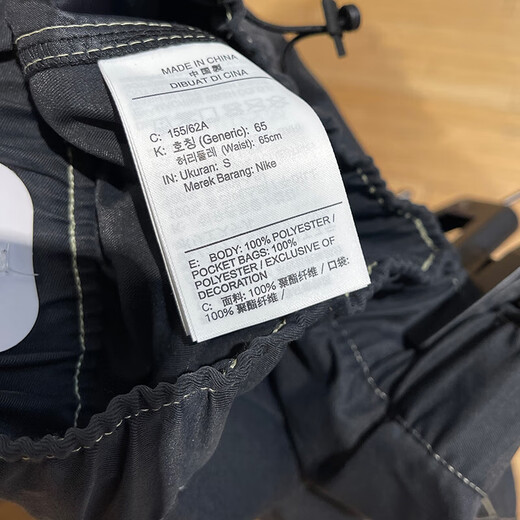 MADE IN CHINA
中国製
DIBUAT DI CINA
C: 155/62A
K: 호칭 (Generic): 65
허리둘레 (Waist): 65cm
IN: Ukuran: S
Merek Barang: Nike
E: BODY: 100% POLYESTER /
POCKET BAGS: 100%
POLYESTER / EXCLUSIVE OF
DECORATION
C: 面料: 100% 聚酯纤维 / 口袋:
100% 聚酯纤维 /